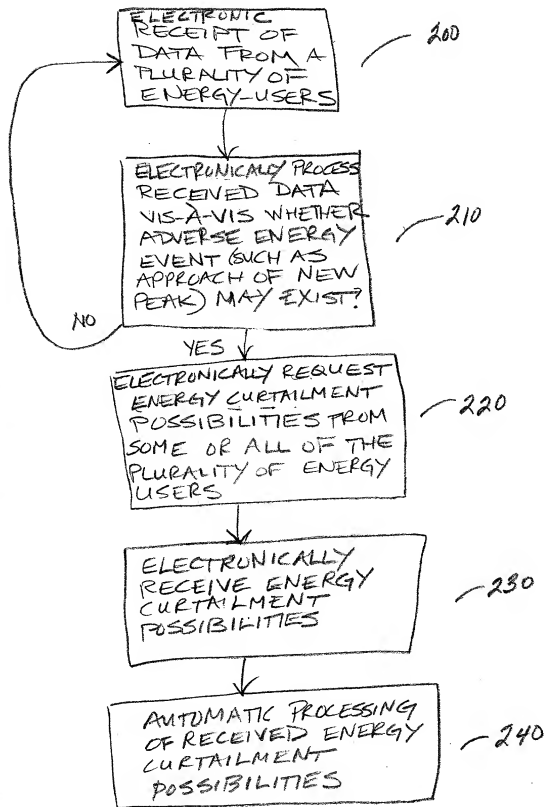 ELECTRONIC
RECEIPT OF
DATA FROM A
PLURALITY OF
ENERGY-USERS
200
ELECTRONICALLY PROCESS
RECEIVED DATA
VIS-À-VIS WHETHER
ADVERSE ENERGY
EVENT (SUCH AS
APPROACH OF NEW
PEAK) MAY EXIST?
210
NO
YES
ELECTRONICALLY REQUEST
ENERGY CURTAILMENT
POSSIBILITIES FROM
SOME OR ALL OF THE
PLURALITY OF ENERGY
USERS
220
ELECTRONICALLY
RECEIVE ENERGY
CURTAILMENT
POSSIBILITIES
230
AUTOMATIC PROCESSING
OF RECEIVED ENERGY
CURTAILMENT
POSSIBILITIES
240